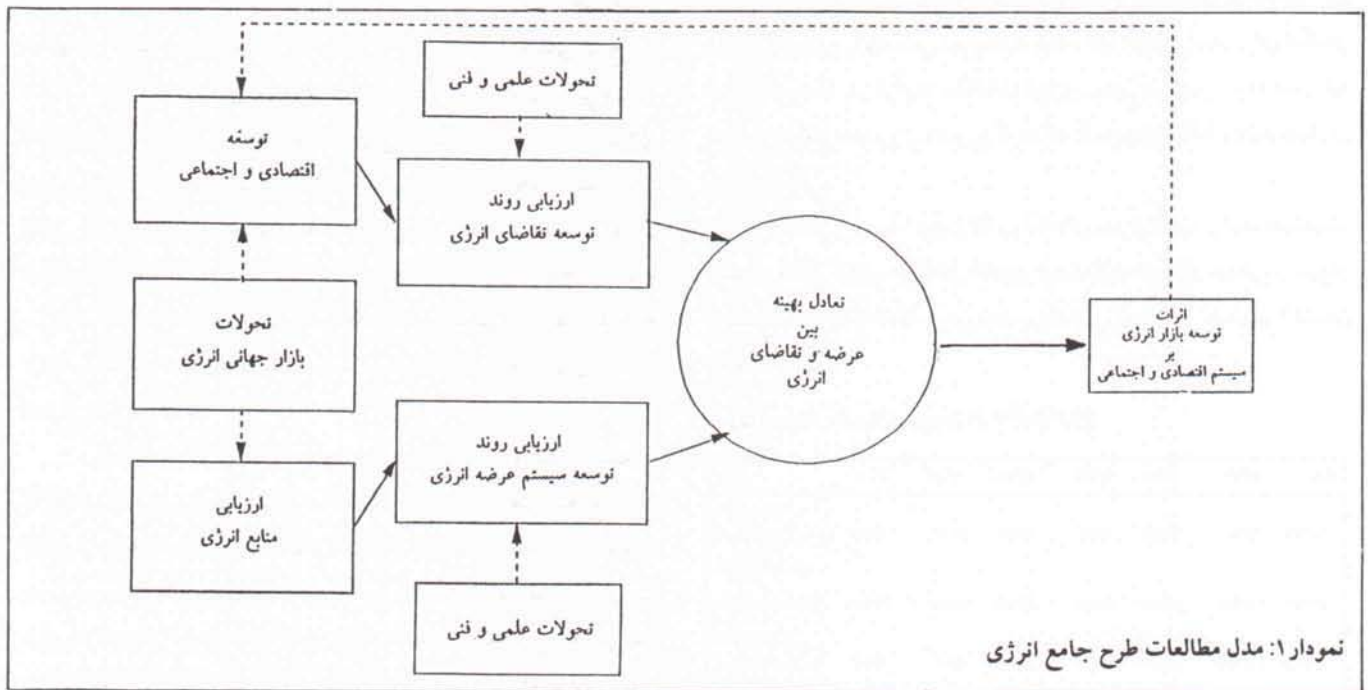 تحولات علمی و فنی
توسعه
اقتصادی و اجتماعی
ارزیابی روند
توسعه تقاضای انرژی
تحولات
بازار جهانی انرژی
تعادل بهینه
بین
عرضه و تقاضای
انرژی
اثرات
توسعه بازار انرژی
بر
سیستم اقتصادی و اجتماعی
ارزیابی
منابع انرژی
ارزیابی روند
توسعه سیستم عرضه انرژی
تحولات علمی و فنی
نمودار ۱: مدل مطالعات طرح جامع انرژی